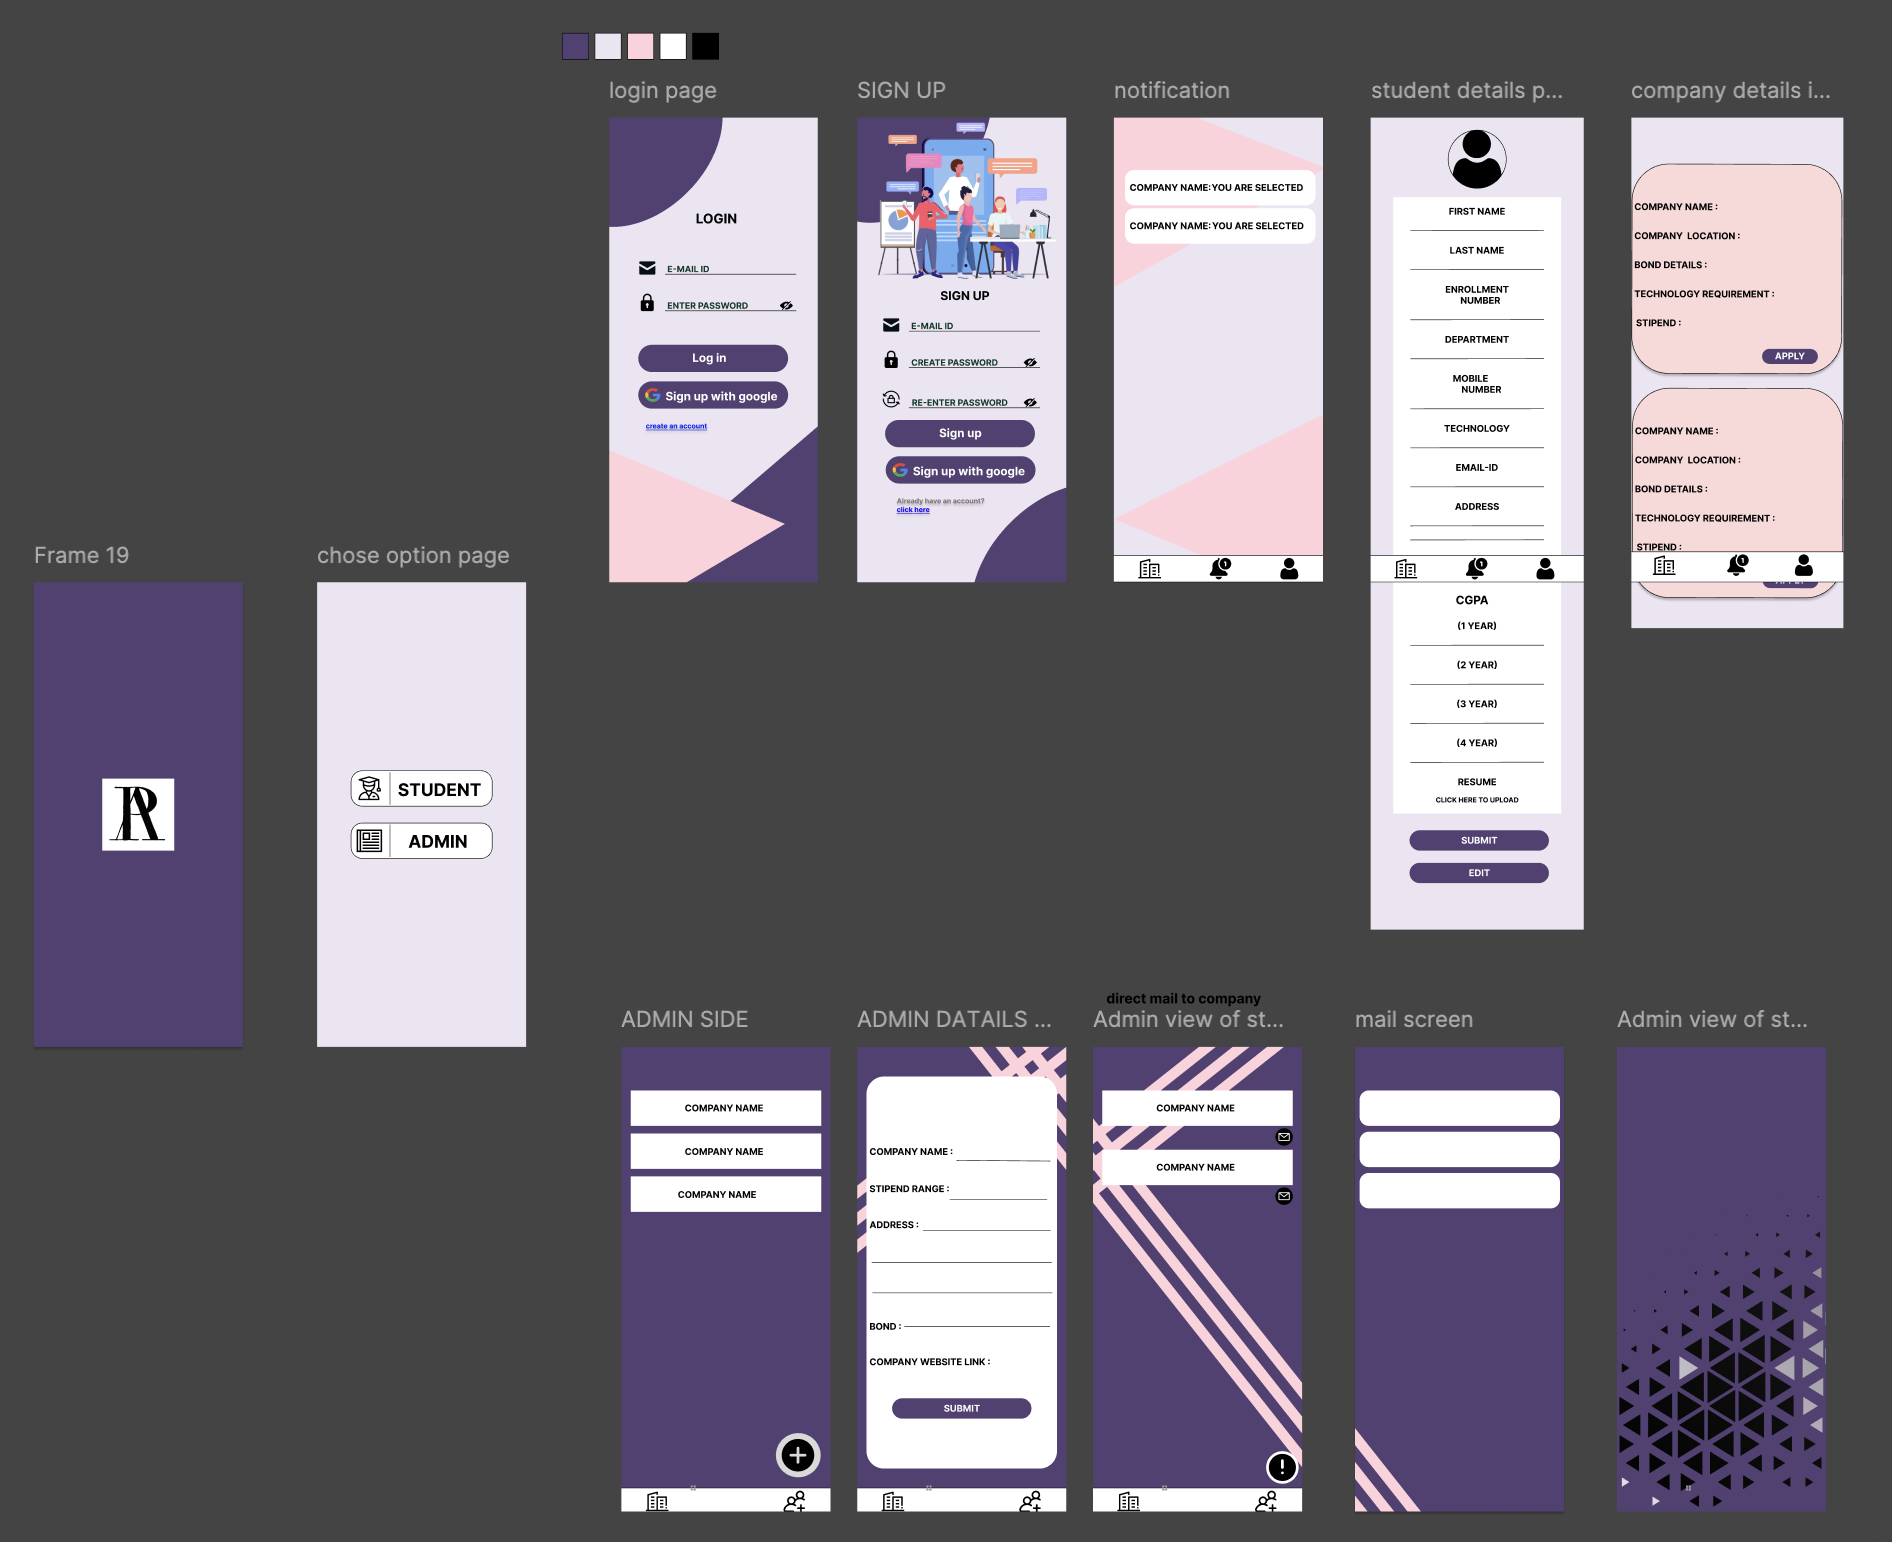 login page
SIGN UP
notification
student details p...
company details i...
LOGIN
E-MAIL ID
ENTER PASSWORD
Log in
Sign up with google
create an account
SIGN UP
E-MAIL ID
CREATE PASSWORD
RE-ENTER PASSWORD
Sign up
Sign up with google
Already have an account?
click here
COMPANY NAME:YOU ARE SELECTED
COMPANY NAME:YOU ARE SELECTED
1
FIRST NAME
LAST NAME
ENROLLMENT
NUMBER
DEPARTMENT
MOBILE
NUMBER
TECHNOLOGY
EMAIL-ID
ADDRESS
1
CGPA
(1 YEAR)
(2 YEAR)
(3 YEAR)
(4 YEAR)
RESUME
CLICK HERE TO UPLOAD
SUBMIT
EDIT
COMPANY NAME :
COMPANY LOCATION :
BOND DETAILS :
TECHNOLOGY REQUIREMENT :
STIPEND :
APPLY
COMPANY NAME :
COMPANY LOCATION :
BOND DETAILS :
TECHNOLOGY REQUIREMENT :
STIPEND :
1
Frame 19
chose option page
STUDENT
ADMIN
direct mail to company
ADMIN SIDE
ADMIN DATAILS ...
Admin view of st...
mail screen
Admin view of st...
COMPANY NAME
COMPANY NAME
COMPANY NAME
COMPANY NAME :
STIPEND RANGE :
ADDRESS :
BOND :
COMPANY WEBSITE LINK :
SUBMIT
COMPANY NAME
COMPANY NAME